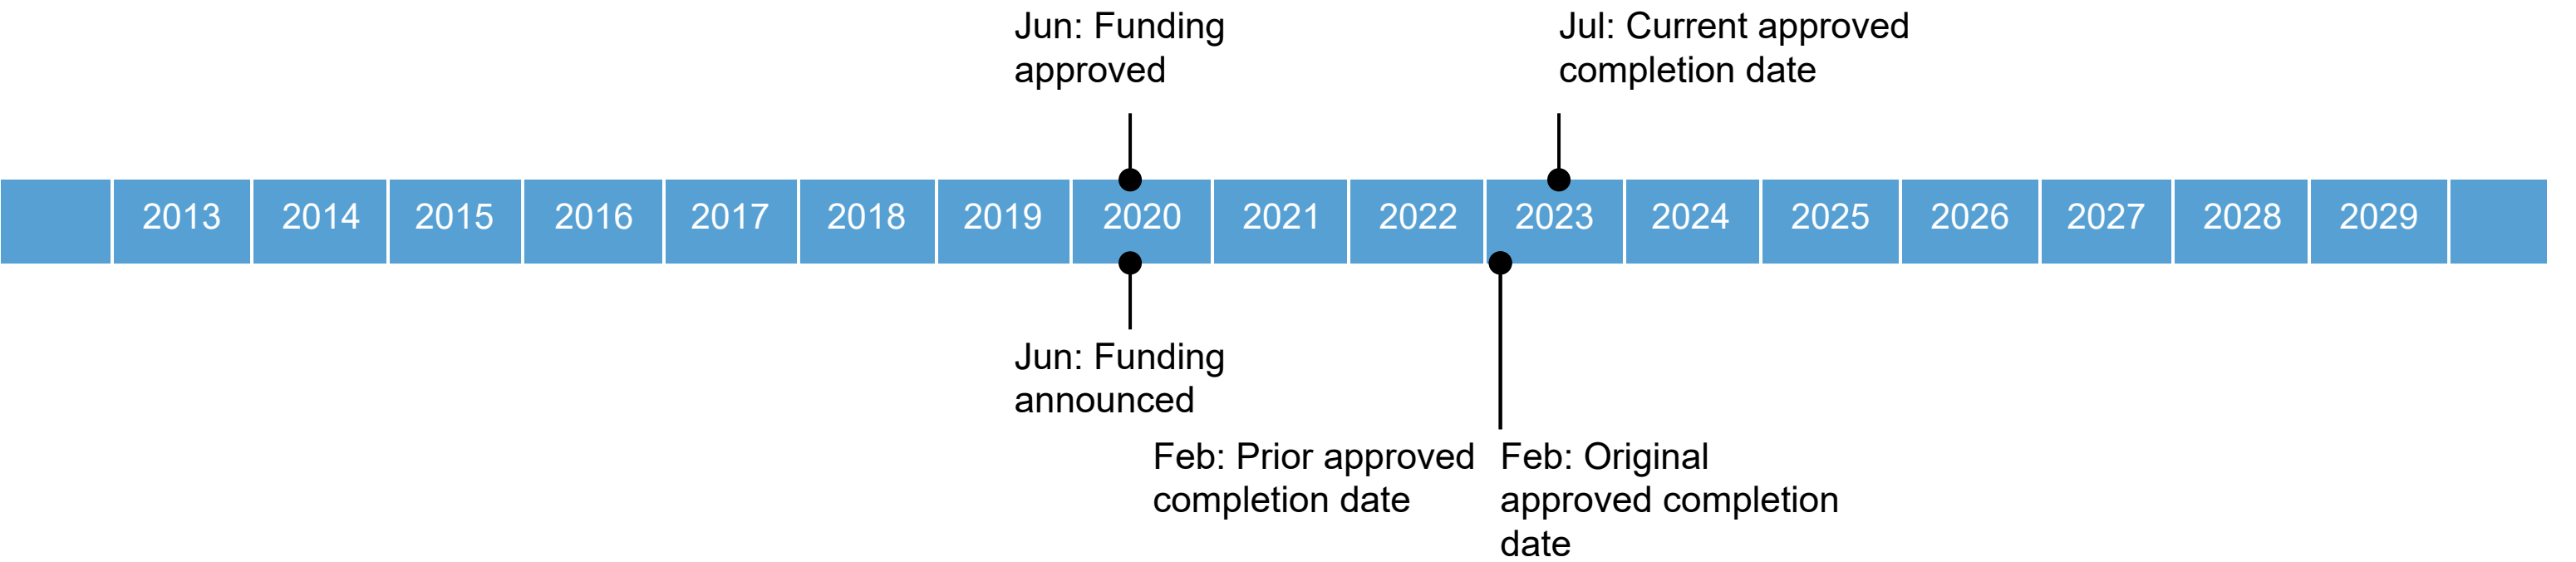 Jun: Funding
approved
Jul: Current approved
completion date
2013 2014 2015 2016 2017 2018 2019 2020 2021 2022 2023 2024 2025 2026 2027 2028 2029
Jun: Funding
announced
Feb: Prior approved
completion date
Feb: Original
approved completion
date